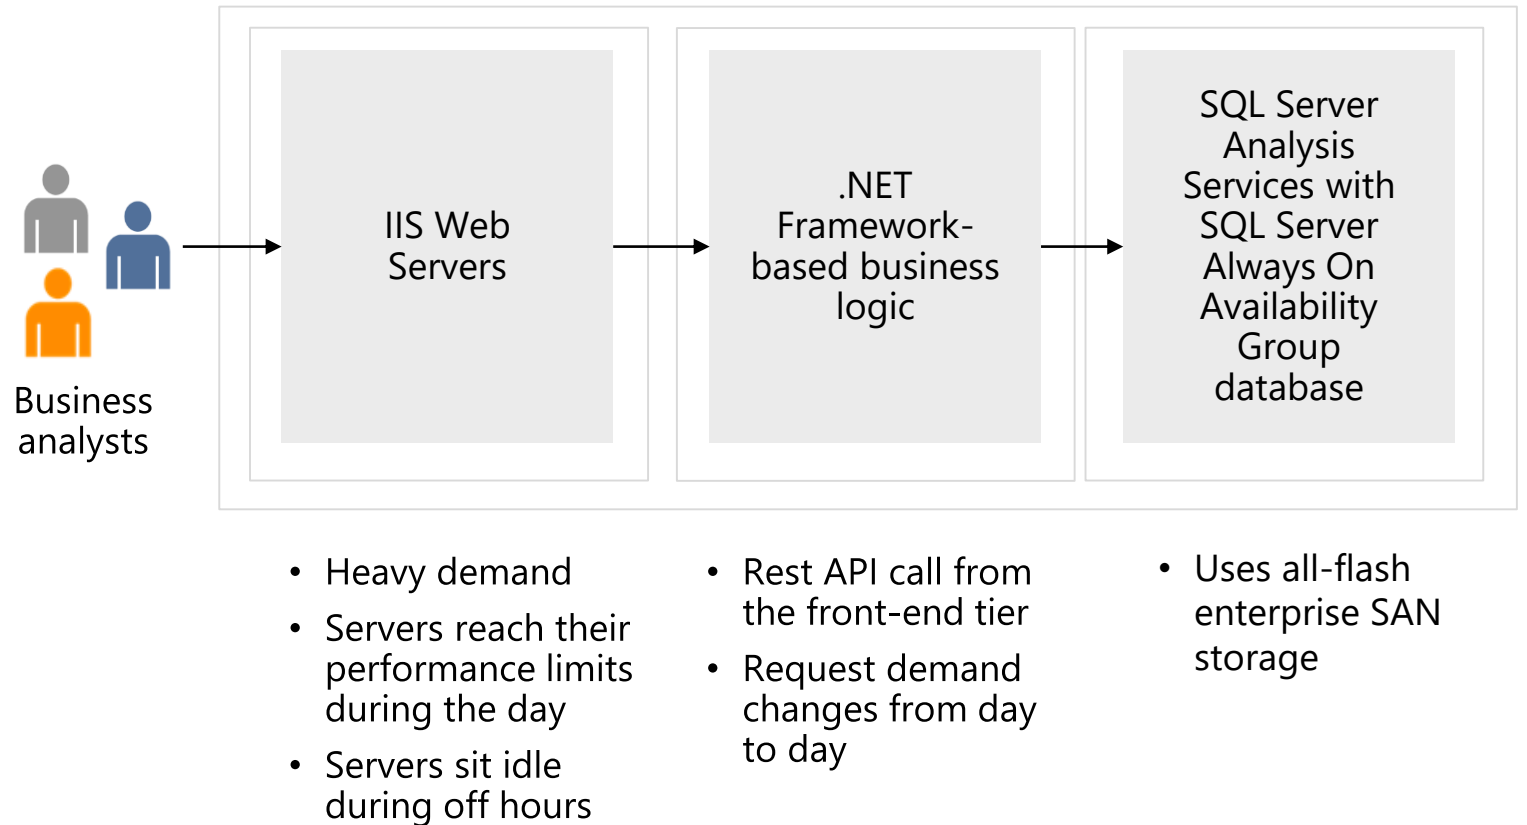 Business
analysts
IIS Web
Servers
.NET
Framework-
based business
logic
SQL Server
Analysis
Services with
SQL Server
Always On
Availability
Group
database
• Heavy demand
• Servers reach their
performance limits
during the day
• Servers sit idle
during off hours
• Rest API call from
the front-end tier
• Request demand
changes from day
to day
• Uses all-flash
enterprise SAN
storage